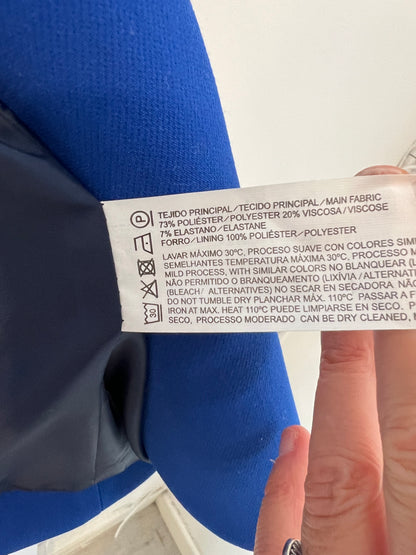 TEJIDO PRINCIPAL/TECIDO PRINCIPAL/MAIN FABRIC
73% POLIÉSTER/POLYESTER 20% VISCOSA/VISCOSE
7% ELASTANO/ELASTANE
FORRO/LINING 100% POLIÉSTER/POLYESTER
LAVAR MÁXIMO 30ºC, PROCESO SUAVE CON COLORES SIMI
SEMELHANTES TEMPERATURA MÁXIMA 30ºC, PROCESSO M
MILD PROCESS, WITH SIMILAR COLORS NO BLANQUEAR (L
NÃO PERMITIDO O BRANQUEAMENTO (LIXÍVIA / ALTERNATIV
(BLEACH / ALTERNATIVES) NO SECAR EN SECADORA NÃO
DO NOT TUMBLE DRY PLANCHAR MÁX. 110ºC PASSAR A F
IRON AT MAX. HEAT 110ºC PUEDE LIMPIARSE EN SECO,
SECO, PROCESSO MODERADO CAN BE DRY CLEANED, M
30
P